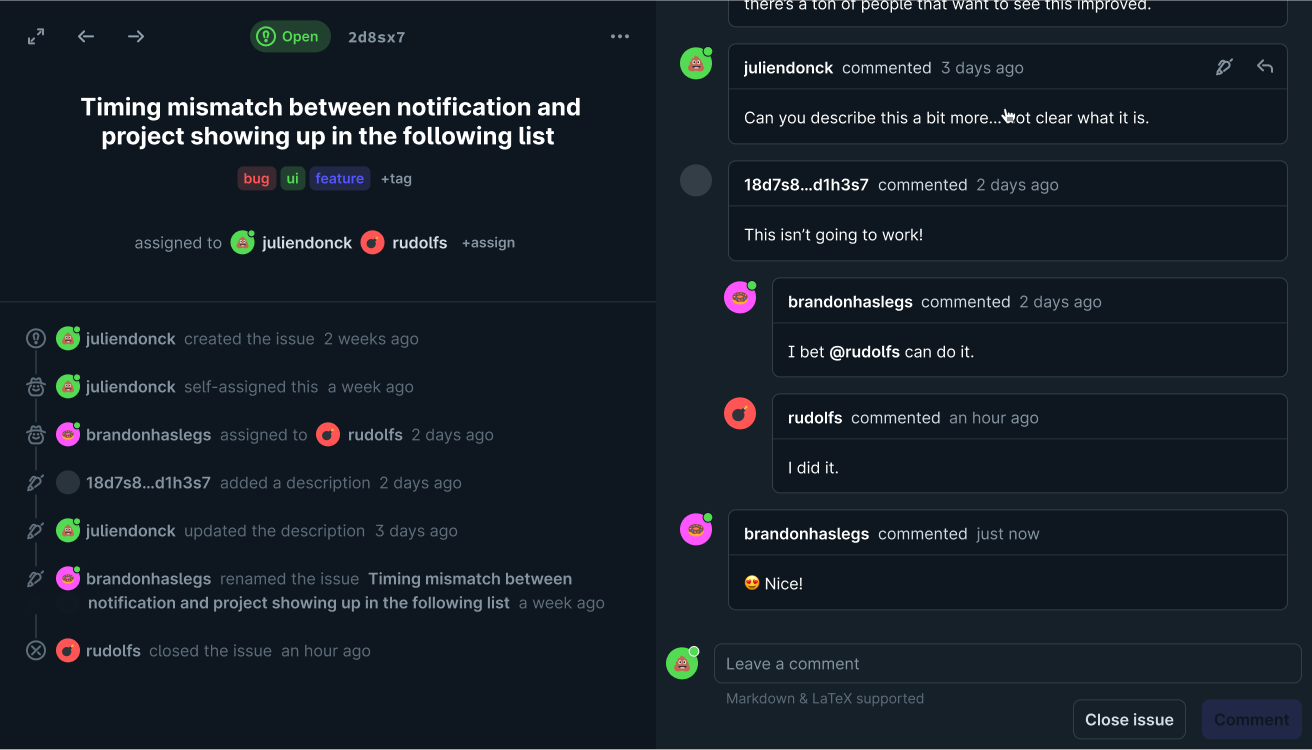 Open 2d8sx7
Timing mismatch between notification and
project showing up in the following list
bug ui feature +tag
assigned to juliendonck rudolfs +assign
juliendonck created the issue 2 weeks ago
juliendonck self-assigned this a week ago
brandonhaslegs assigned to rudolfs 2 days ago
18d7s8...d1h3s7 added a description 2 days ago
juliendonck updated the description 3 days ago
brandonhaslegs renamed the issue Timing mismatch between
notification and project showing up in the following list a week ago
rudolfs closed the issue an hour ago
there's a ton of people that want to see this improved.
juliendonck commented 3 days ago
Can you describe this a bit more... ot clear what it is.
18d7s8...d1h3s7 commented 2 days ago
This isn’t going to work!
brandonhaslegs commented 2 days ago
I bet @rudolfs can do it.
rudolfs commented an hour ago
I did it.
brandonhaslegs commented just now
😍 Nice!
Leave a comment
Markdown & LaTeX supported
Close issue Comment